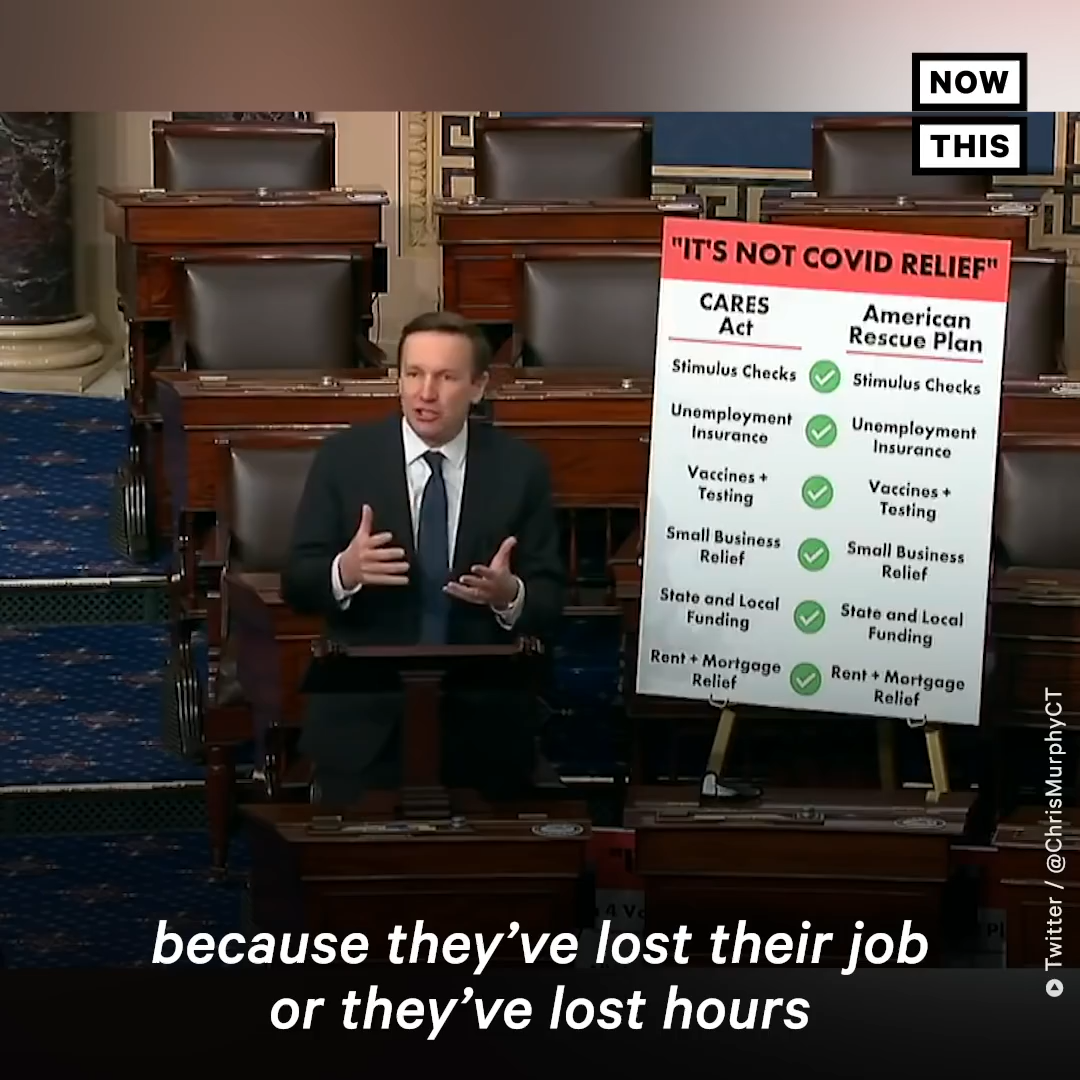 NOW
THIS
"IT'S NOT COVID RELIEF"
CARES
Act
American
Rescue Plan
Stimulus Checks
Stimulus Checks
Unemployment
Insurance
Unemployment
Insurance
Vaccines +
Testing
Vaccines +
Testing
Small Business
Relief
Small Business
Relief
State and Local
Funding
State and Local
Funding
Rent + Mortgage
Relief
Rent + Mortgage
Relief
Twitter / @ChrisMurphyCT
because they've lost their job
or they've lost hours